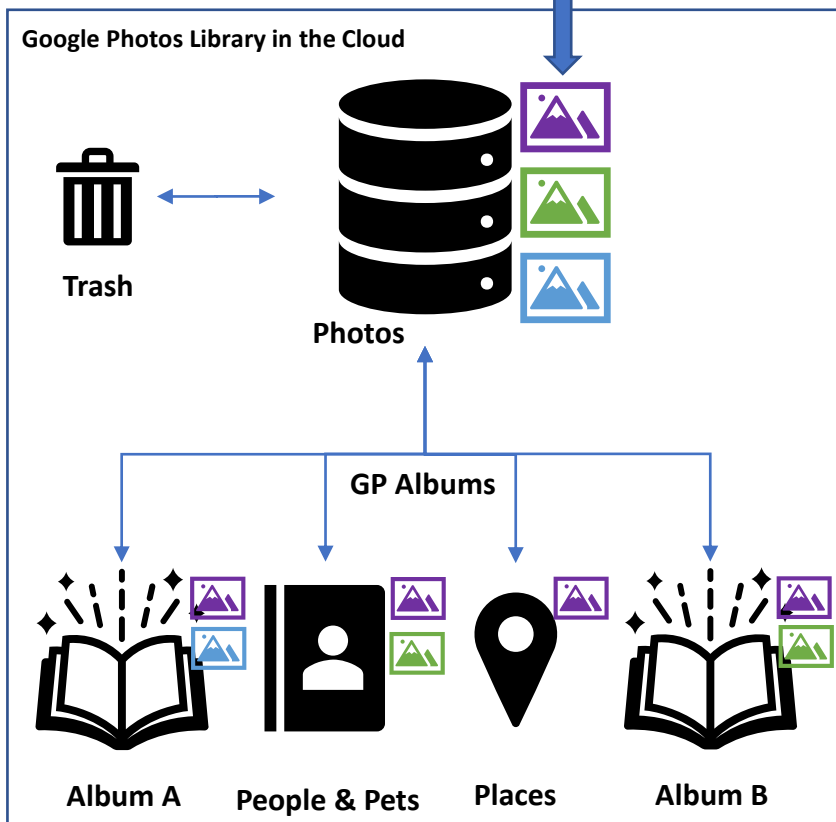 Google Photos Library in the Cloud
Trash
Photos
GP Albums
Album A
People & Pets
Places
Album B